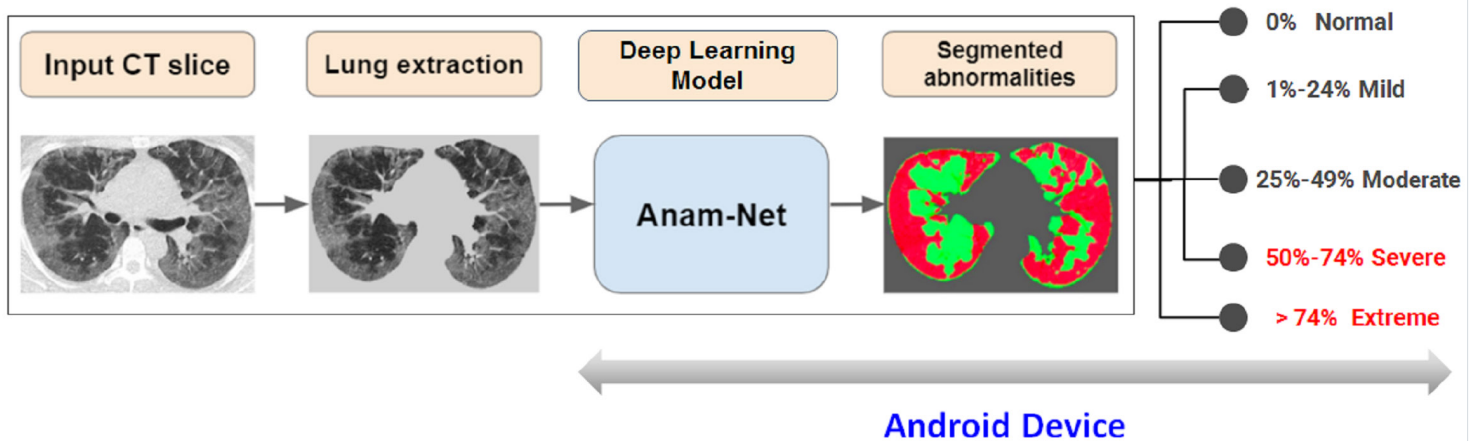 Input CT slice
Lung extraction
Deep Learning
Model
Segmented
abnormalities
Anam-Net
0% Normal
1%-24% Mild
25%-49% Moderate
50%-74% Severe
> 74% Extreme
Android Device